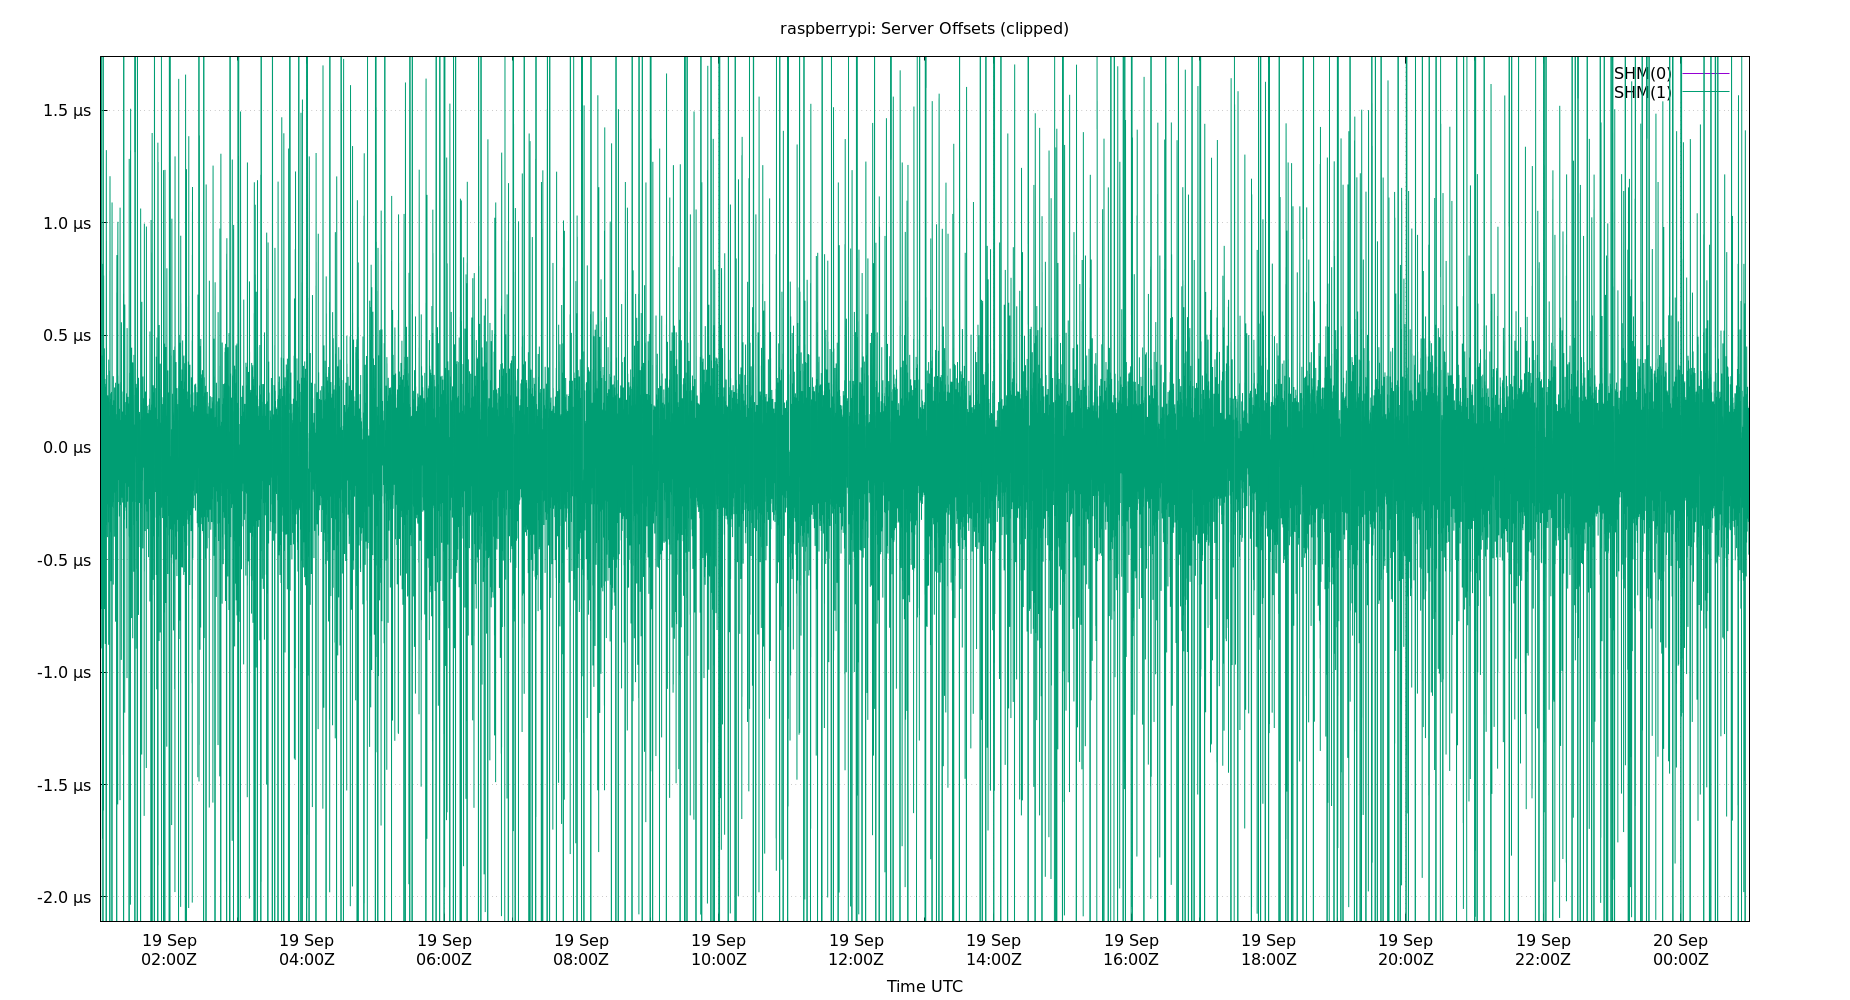 raspberrypi: Server Offsets (clipped)
SHM(0)
SHM(1)
1.5 µs
1.0 µs
0.5 µs
0.0 µs
-0.5 µs
-1.0 µs
-1.5 µs
-2.0 µs
19 Sep 19 Sep 19 Sep 19 Sep 19 Sep 19 Sep 19 Sep 19 Sep 19 Sep 19 Sep 19 Sep 20 Sep
02:00Z 04:00Z 06:00Z 08:00Z 10:00Z 12:00Z 14:00Z 16:00Z 18:00Z 20:00Z 22:00Z 00:00Z
Time UTC